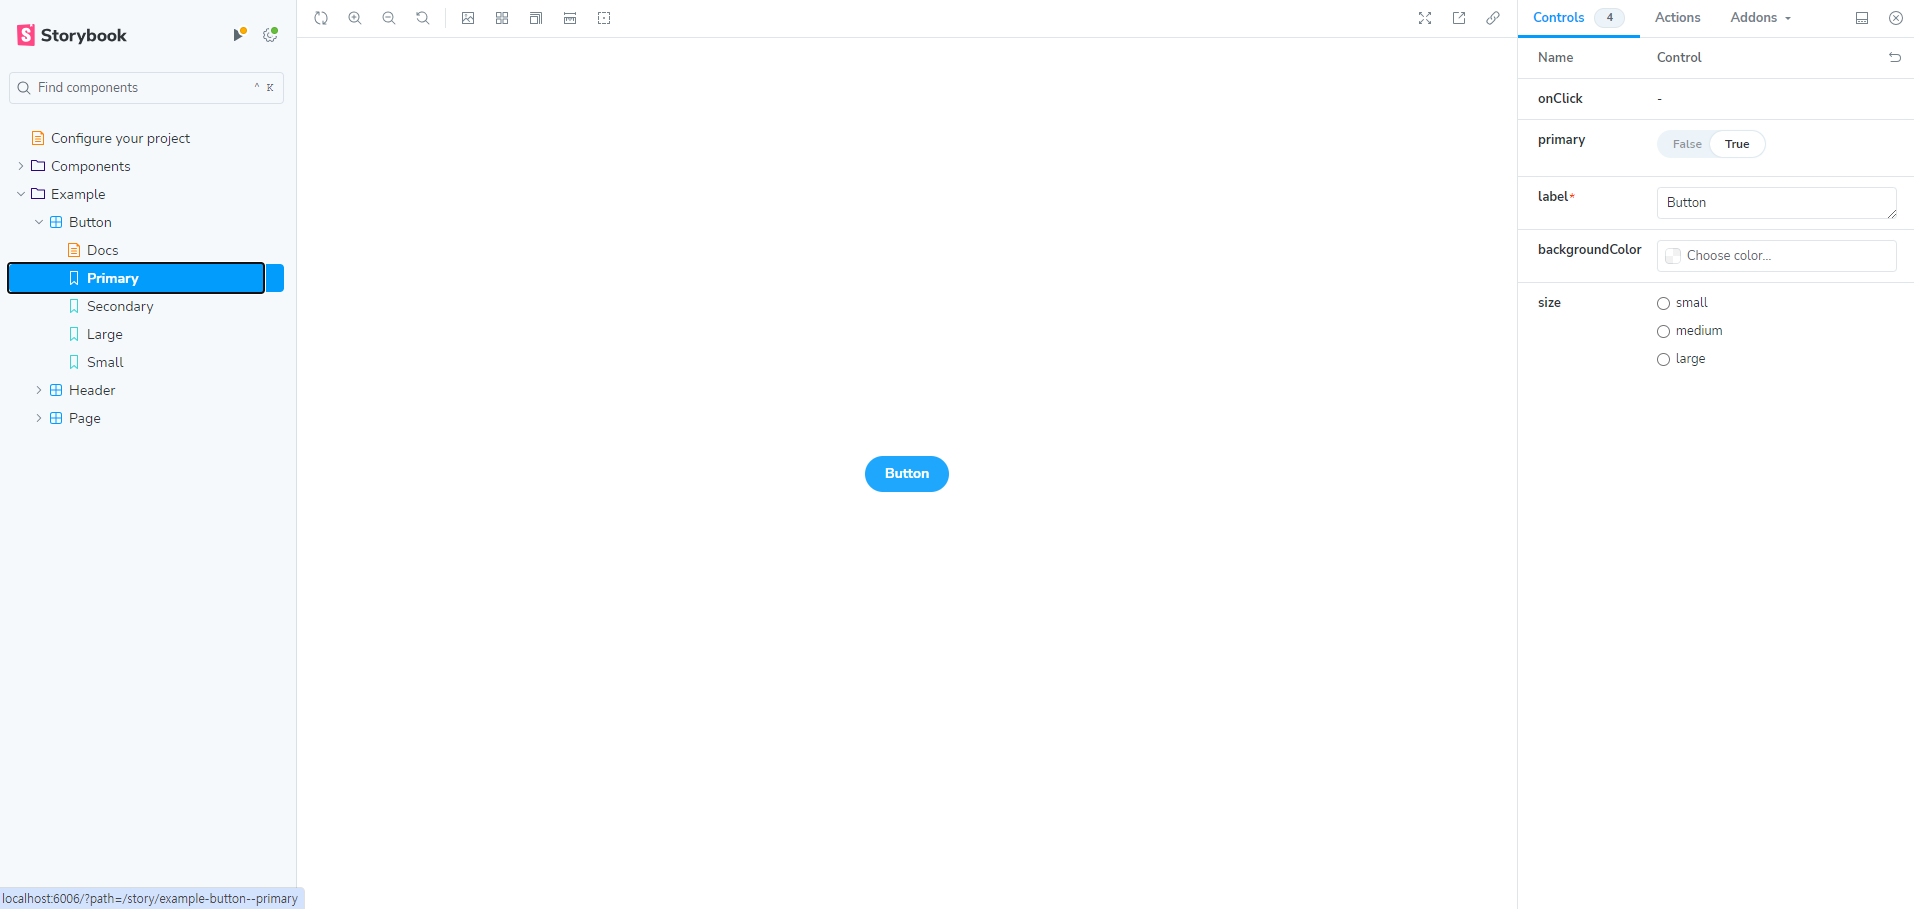 Storybook
Find components
^ K
Configure your project
Components
Example
Button
Docs
Primary
Secondary
Large
Small
Header
Page
localhost:6006/?path=/story/example-button--primary
Button
Controls 4 Actions Addons
Name Control
onClick -
primary False True
label* Button
backgroundColor Choose color...
size small
medium
large